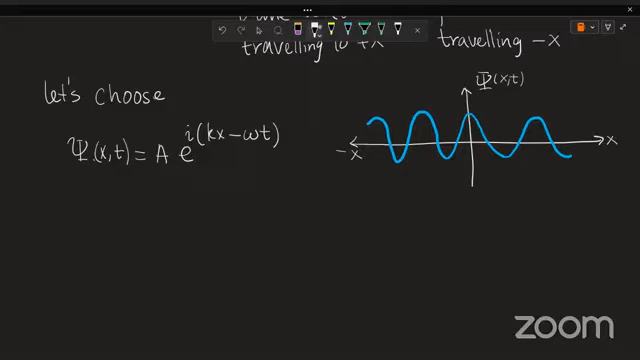 travelling to +x
travelling -x
let's choose
Ψ(x,t) = A e^{i(kx - ωt)}
Ψ(x,t)
-x
x
zoom